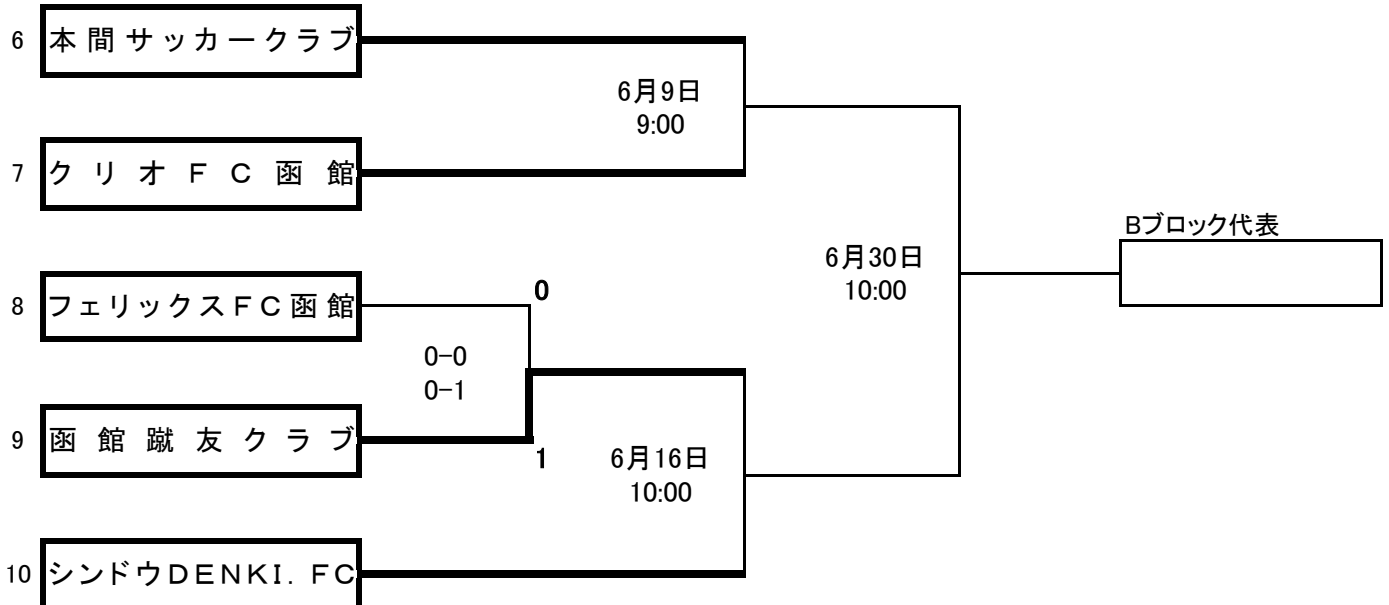 6 本間サッカークラブ
6月9日
9:00
7 クリオFC函館
Bブロック代表
6月30日
10:00
8 フェリックスFC函館
0
0-0
0-1
9 函館蹴友クラブ
1
6月16日
10:00
10 シンドウDENKI. FC